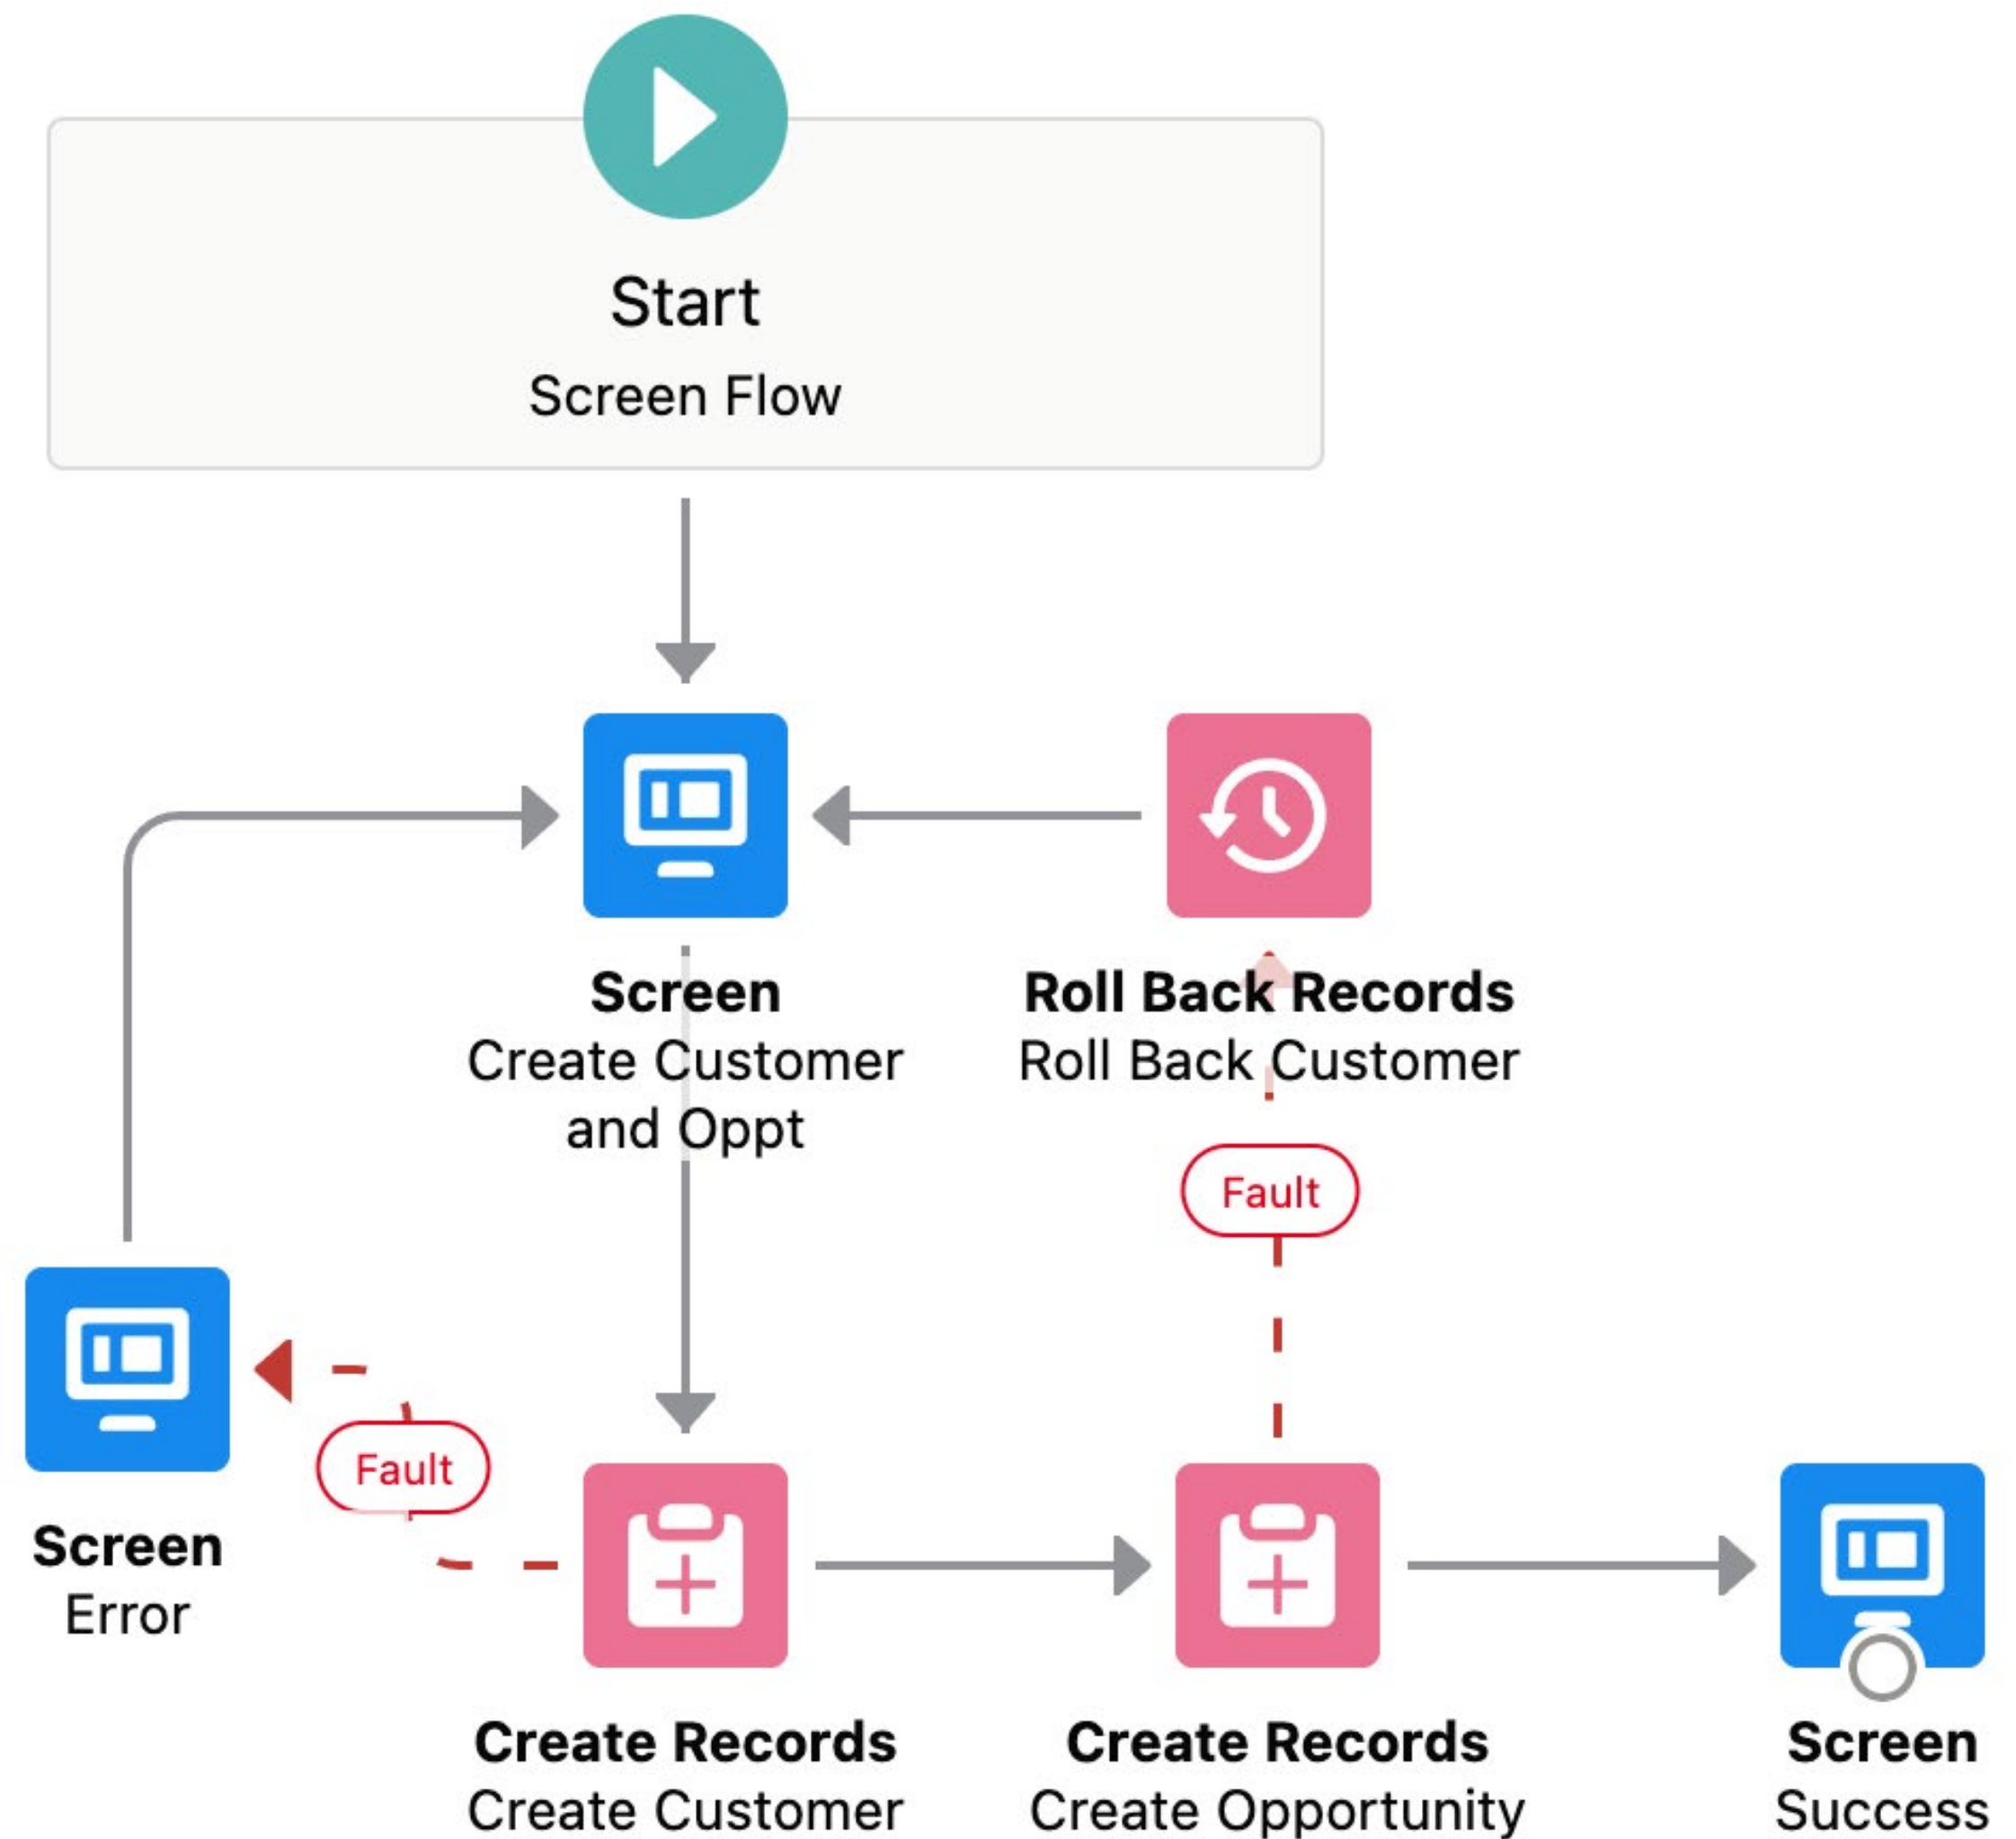 Start
Screen Flow
Screen
Create Customer
and Oppt
Roll Back Records
Roll Back Customer
Fault
Fault
Screen
Error
Create Records
Create Customer
Create Records
Create Opportunity
Screen
Success